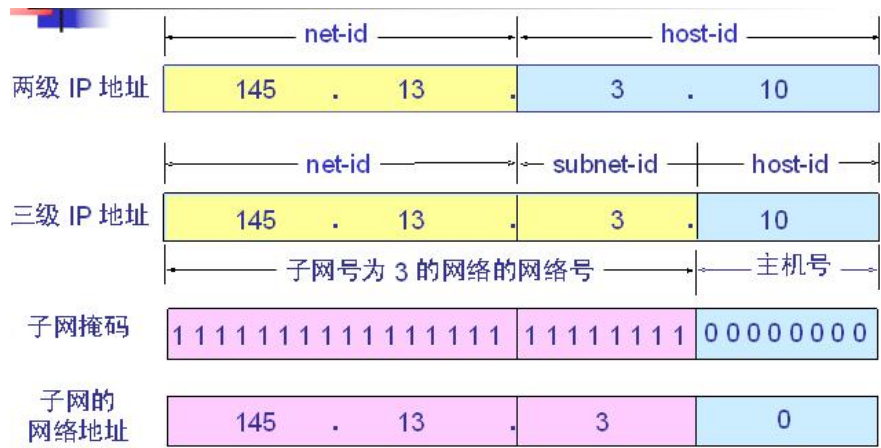 net-id host-id
两级 IP 地址 145 . 13 . 3 . 10
net-id subnet-id host-id
三级 IP 地址 145 . 13 . 3 . 10
子网号为 3 的网络的网络号 主机号
子网掩码 1 1 1 1 1 1 1 1 1 1 1 1 1 1 1 1 1 1 1 1 1 1 1 1 0 0 0 0 0 0 0 0
子网的
网络地址 145 . 13 . 3 0